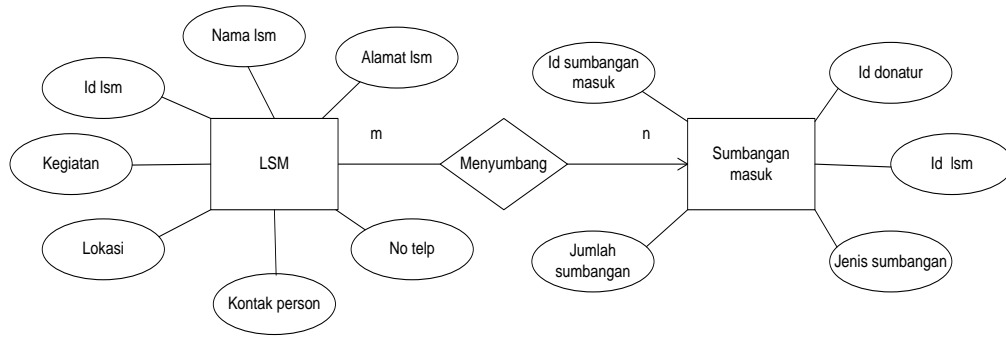 Nama lsm
Alamat lsm
Id lsm
Kegiatan
LSM
Lokasi
Kontak person
No telp
m
Menyumbang
n
Id sumbangan
masuk
Id donatur
Sumbangan
masuk
Id lsm
Jumlah
sumbangan
Jenis sumbangan